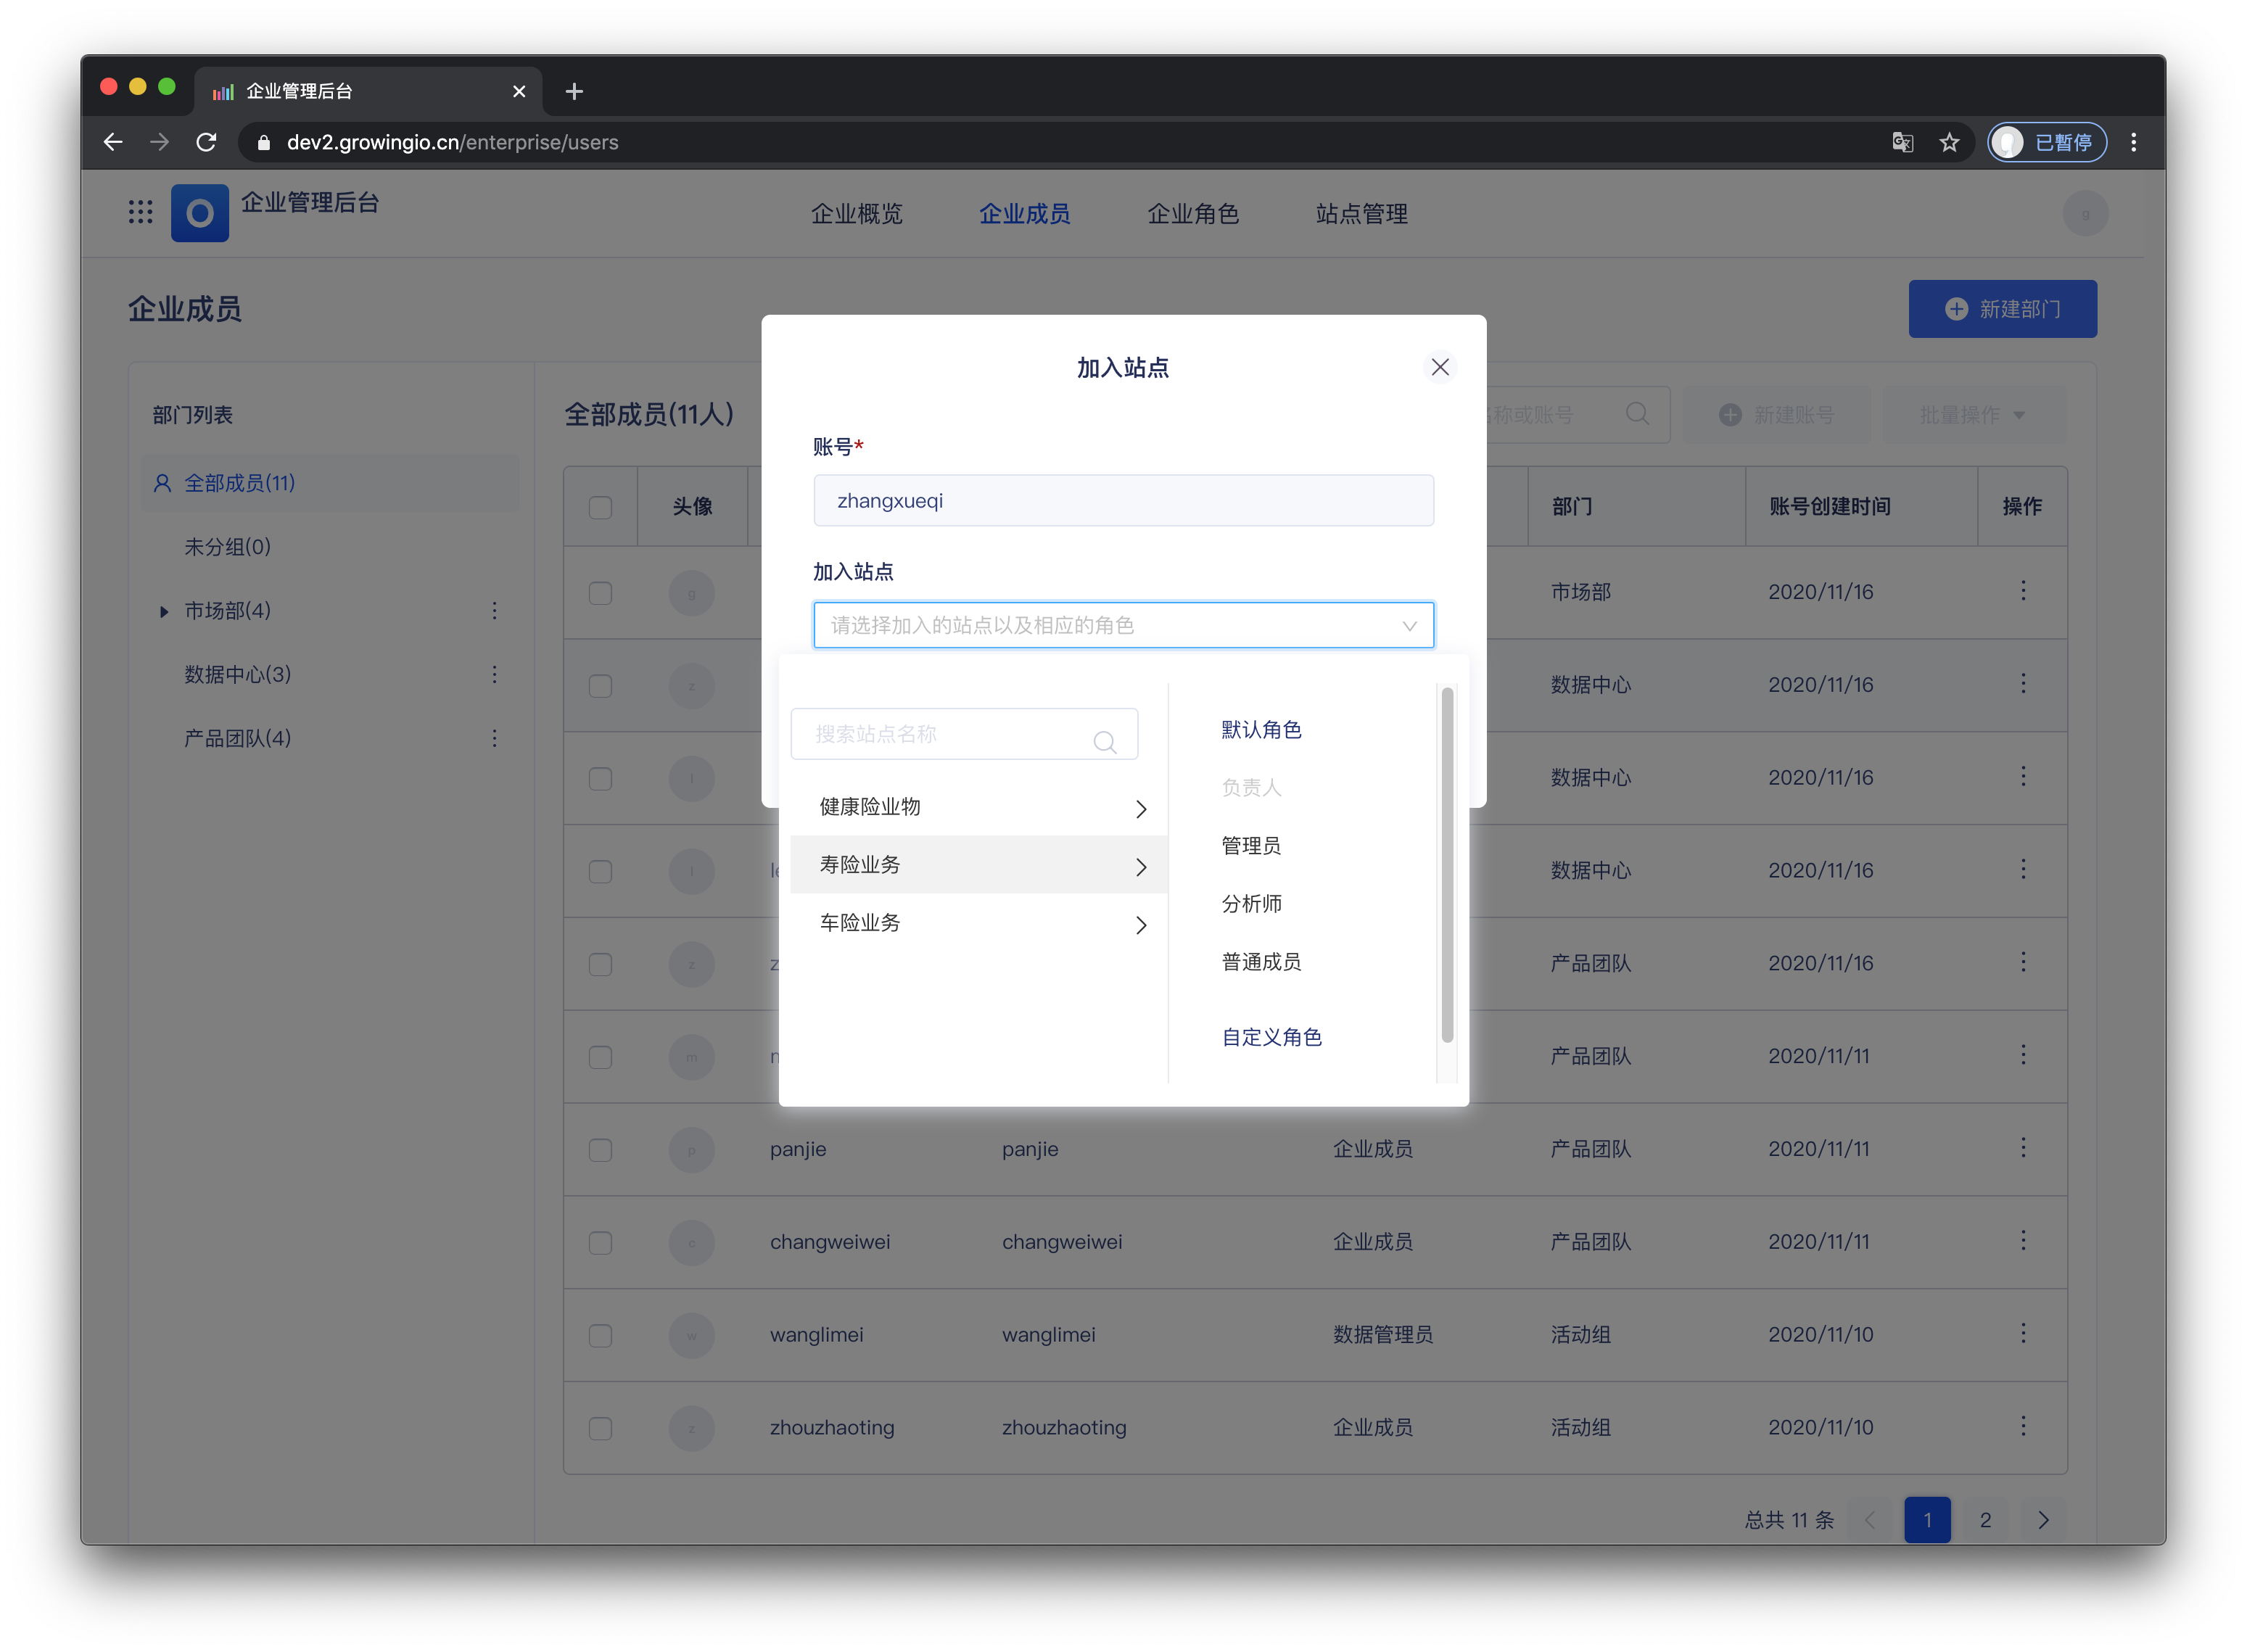 企业管理后台
dev2.growingio.cn/enterprise/users
已暂停
企业管理后台
企业概览 企业成员 企业角色 站点管理
g
企业成员
新建部门
部门列表
全部成员(11)
未分组(0)
市场部(4)
数据中心(3)
产品团队(4)
全部成员(11人)
名称或账号
新建账号
批量操作
头像 部门 账号创建时间 操作
g 市场部 2020/11/16
z 数据中心 2020/11/16
l 数据中心 2020/11/16
l le 数据中心 2020/11/16
z z 产品团队 2020/11/16
m 产品团队 2020/11/11
p panjie panjie 企业成员 产品团队 2020/11/11
c changweiwei changweiwei 企业成员 产品团队 2020/11/11
w wanglimei wanglimei 数据管理员 活动组 2020/11/10
z zhouzhaoting zhouzhaoting 企业成员 活动组 2020/11/10
总共 11 条 1 2
加入站点
账号*
zhangxueqi
加入站点
请选择加入的站点以及相应的角色
搜索站点名称
健康险业物
寿险业务
车险业务
默认角色
负责人
管理员
分析师
普通成员
自定义角色